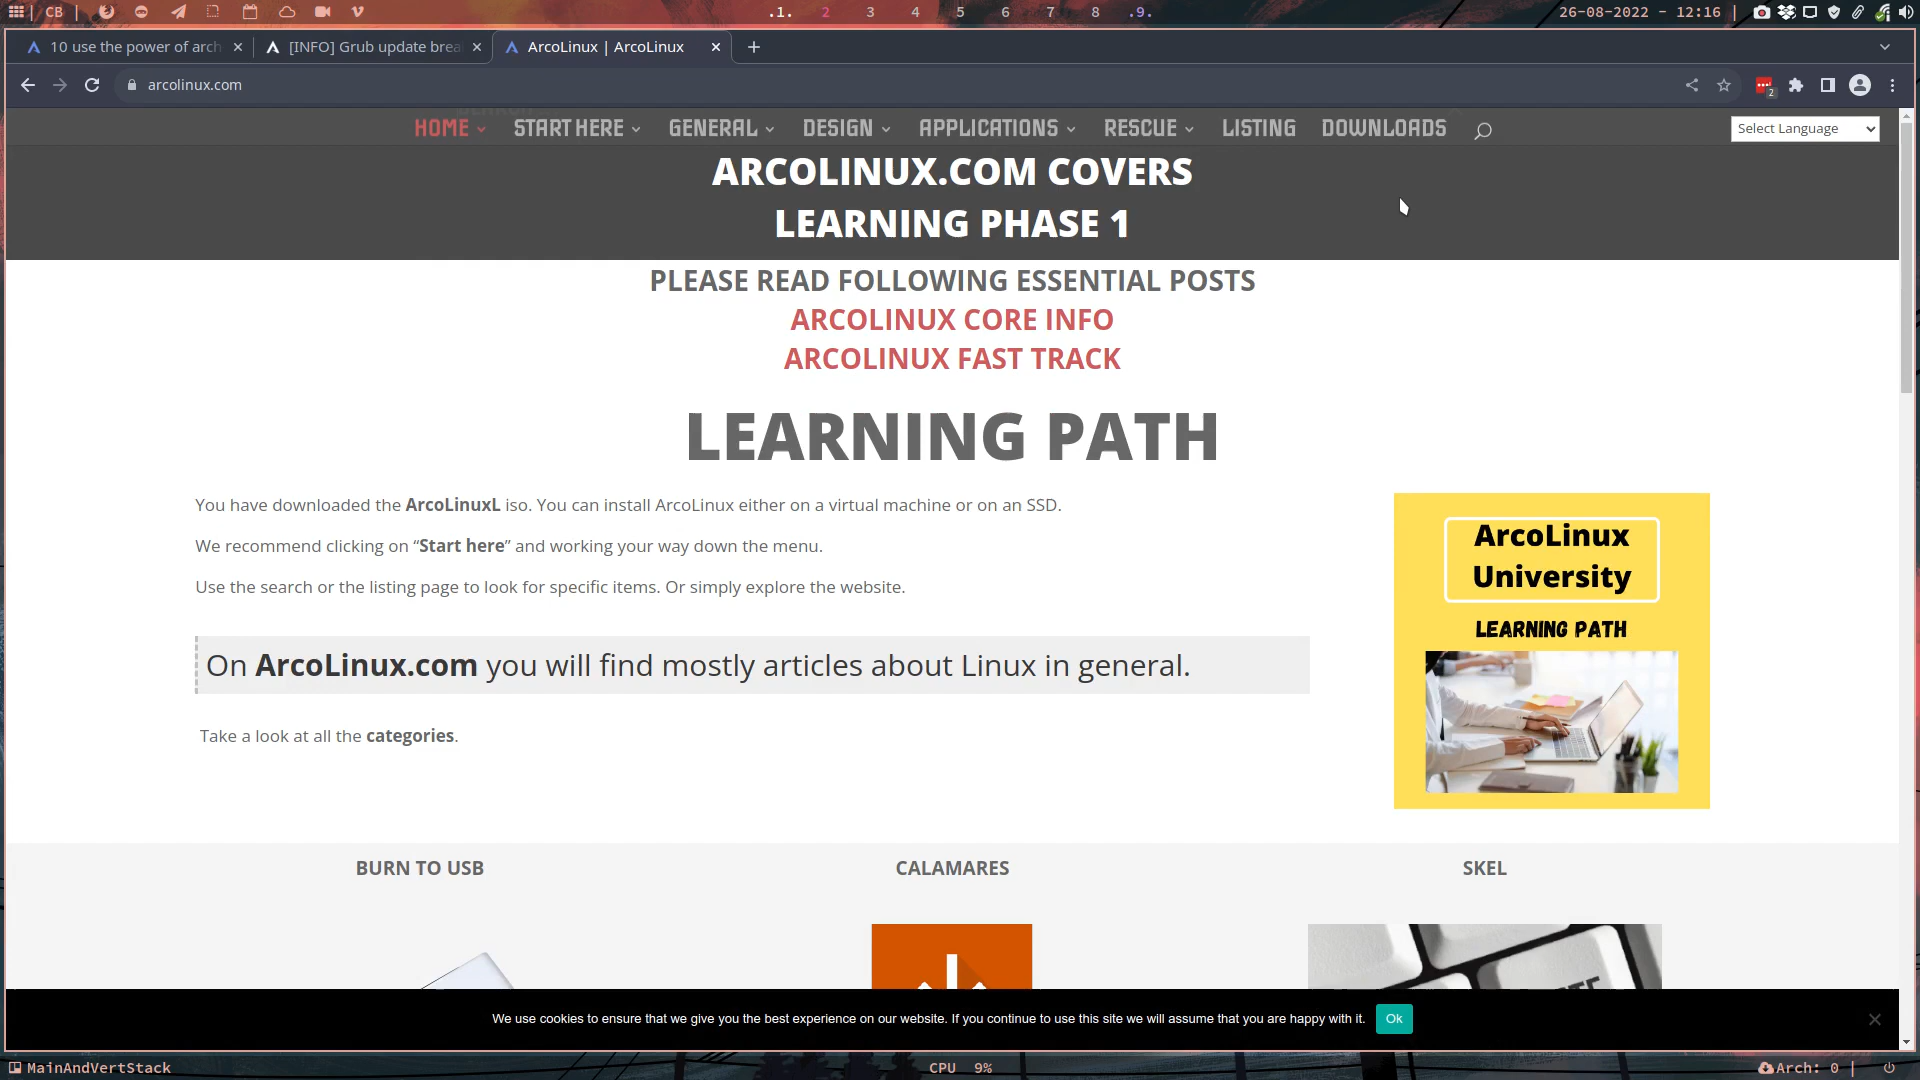 CB
.1. 2 3 4 5 6 7 8 .9.
26-08-2022 - 12:16
10 use the power of arch
[INFO] Grub update brea
ArcoLinux | ArcoLinux
arcolinux.com
2
HOME START HERE GENERAL DESIGN APPLICATIONS RESCUE LISTING DOWNLOADS
Select Language
ARCOLINUX.COM COVERS
LEARNING PHASE 1
PLEASE READ FOLLOWING ESSENTIAL POSTS
ARCOLINUX CORE INFO
ARCOLINUX FAST TRACK
LEARNING PATH
You have downloaded the ArcoLinuxL iso. You can install ArcoLinux either on a virtual machine or on an SSD.
We recommend clicking on “Start here” and working your way down the menu.
Use the search or the listing page to look for specific items. Or simply explore the website.
On ArcoLinux.com you will find mostly articles about Linux in general.
Take a look at all the categories.
ArcoLinux
University
LEARNING PATH
BURN TO USB
CALAMARES
SKEL
We use cookies to ensure that we give you the best experience on our website. If you continue to use this site we will assume that you are happy with it.
Ok
MainAndVertStack
CPU 9%
Arch: 0